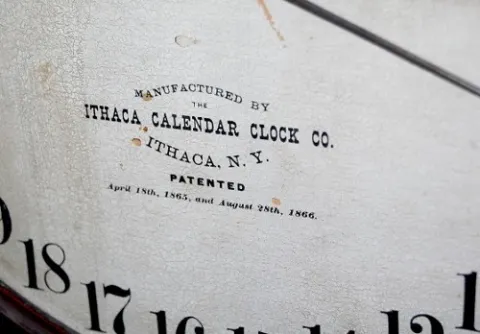 MANUFACTURED BY
THE
ITHACA CALENDAR CLOCK CO.
ITHACA, N.Y.
PATENTED
April 18th, 1865, and August 28th, 1866.
18
17